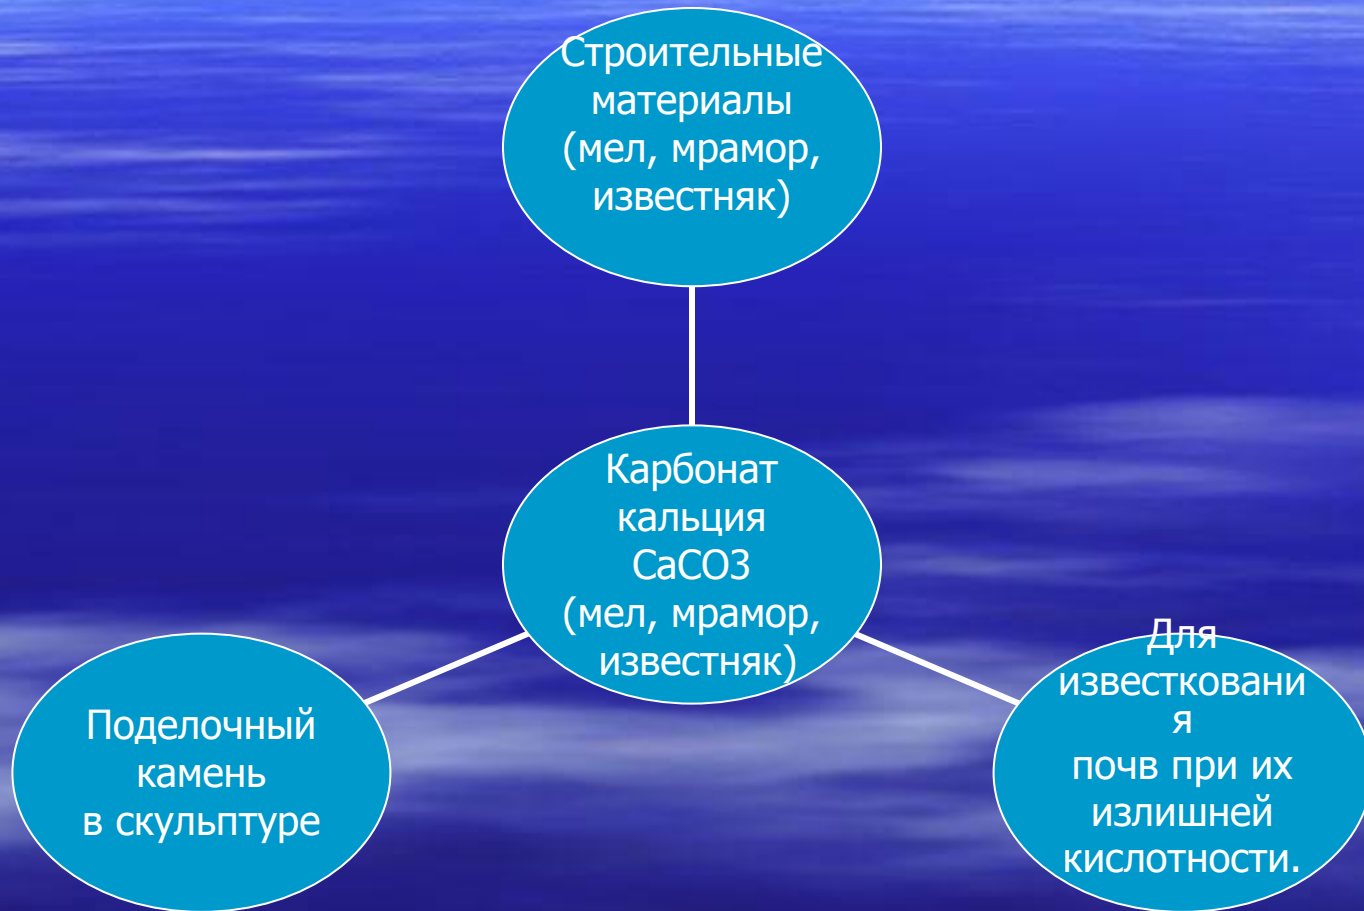 Строительные
материалы
(мел, мрамор,
известняк)
Карбонат
кальция
CaCO3
(мел, мрамор,
известняк)
Поделочный
камень
в скульптуре
Для
известковани
я
почв при их
излишней
кислотности.